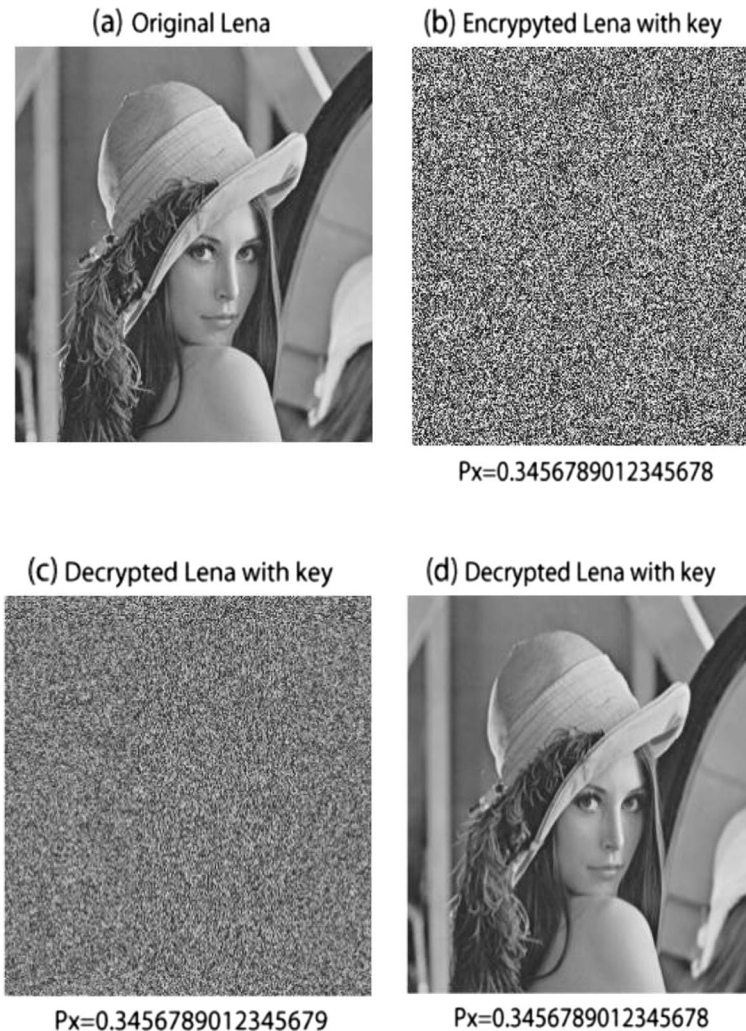 (a) Original Lena
(b) Encrypyted Lena with key
Px=0.3456789012345678
(c) Decrypted Lena with key
(d) Decrypted Lena with key
Px=0.3456789012345679
Px=0.3456789012345678